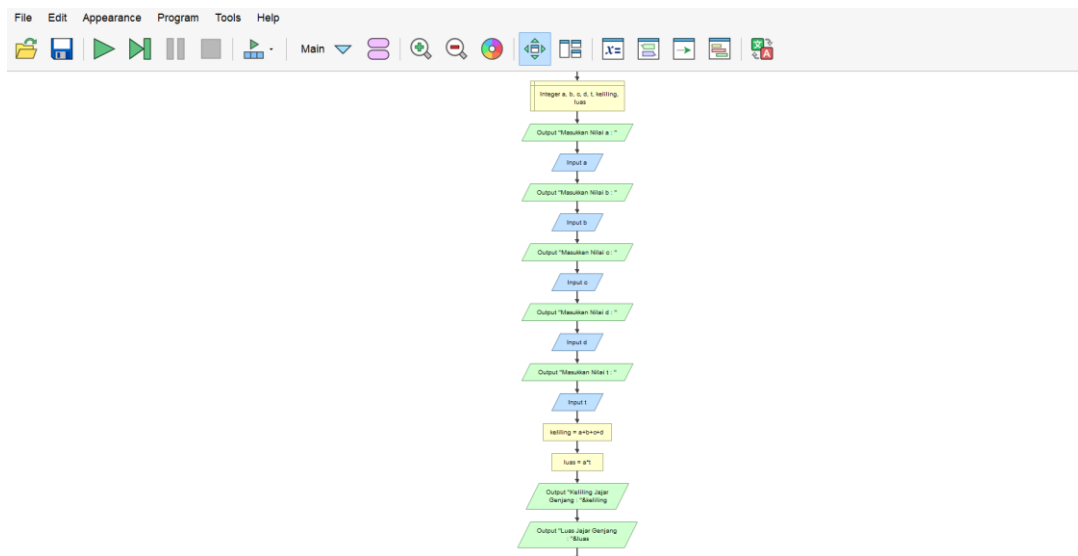 File Edit Appearance Program Tools Help
Main
x=
Integer a, b, c, d, t, keliling,
luas
Output "Masukkan Nilai a : "
Input a
Output "Masukkan Nilai b : "
Input b
Output "Masukkan Nilai c : "
Input c
Output "Masukkan Nilai d : "
Input d
Output "Masukkan Nilai t : "
Input t
keliling = a+b+c+d
luas = a*t
Output "Keliling Jajar
Genjang : "&keliling
Output "Luas Jajar Genjang
: "&luas